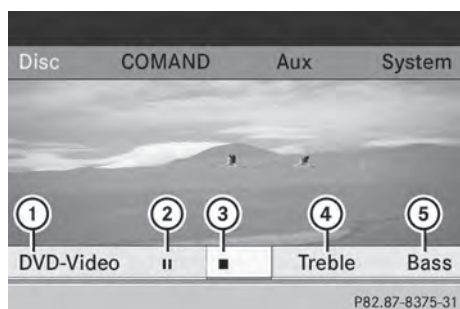 Disc COMAND Aux System
1 2 3 4 5
DVD-Video Treble Bass
P82.87-8375-31